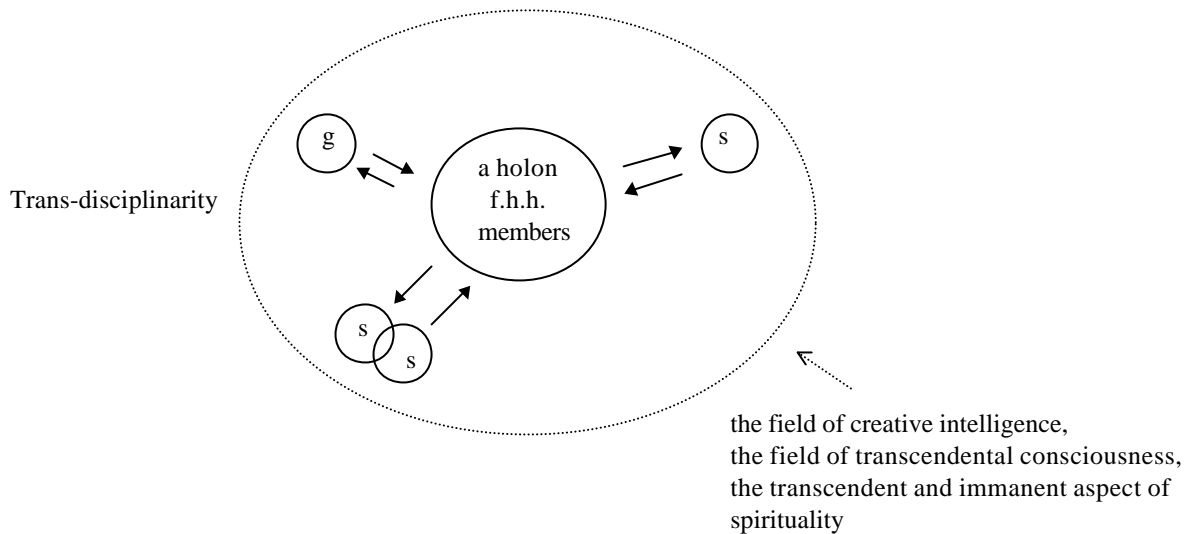 g
s
a holon
f.h.h.
members
Trans-disciplinarity
s
s
the field of creative intelligence,
the field of transcendental consciousness,
the transcendent and immanent aspect of
spirituality